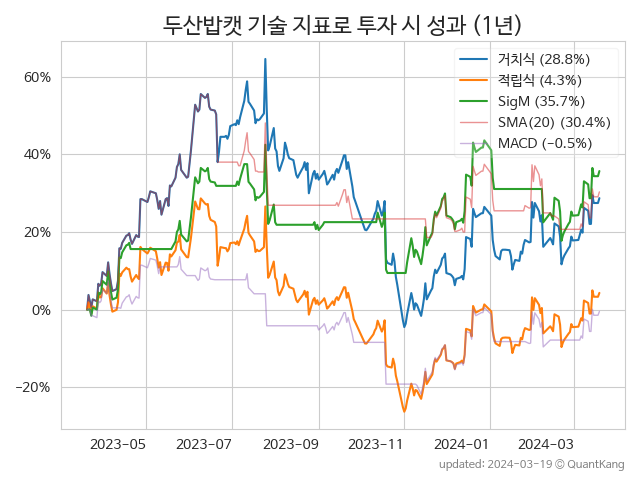 두산밥캣 기술 지표로 투자 시 성과 (1년)
거치식 (28.8%)
적립식 (4.3%)
SigM (35.7%)
SMA(20) (30.4%)
MACD (−0.5%)
60%
40%
20%
0%
−20%
2023−05 2023−07 2023−09 2023−11 2024−01 2024−03
updated: 2024−03−19 © QuantKang